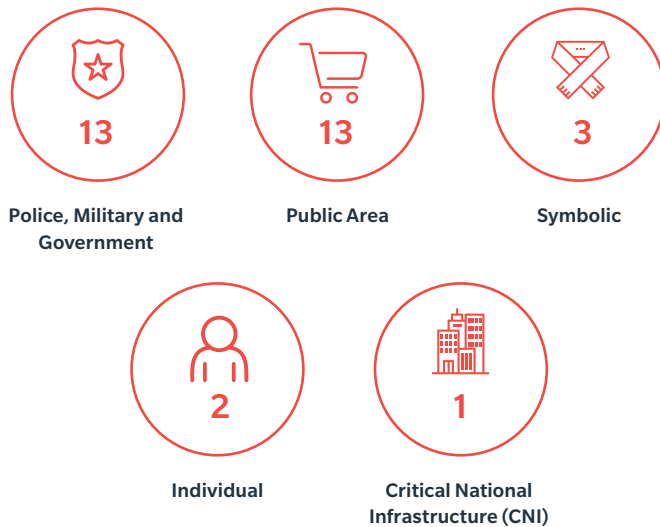 13
13
3
Police, Military and
Government
Public Area
Symbolic
2
1
Individual
Critical National
Infrastructure (CNI)